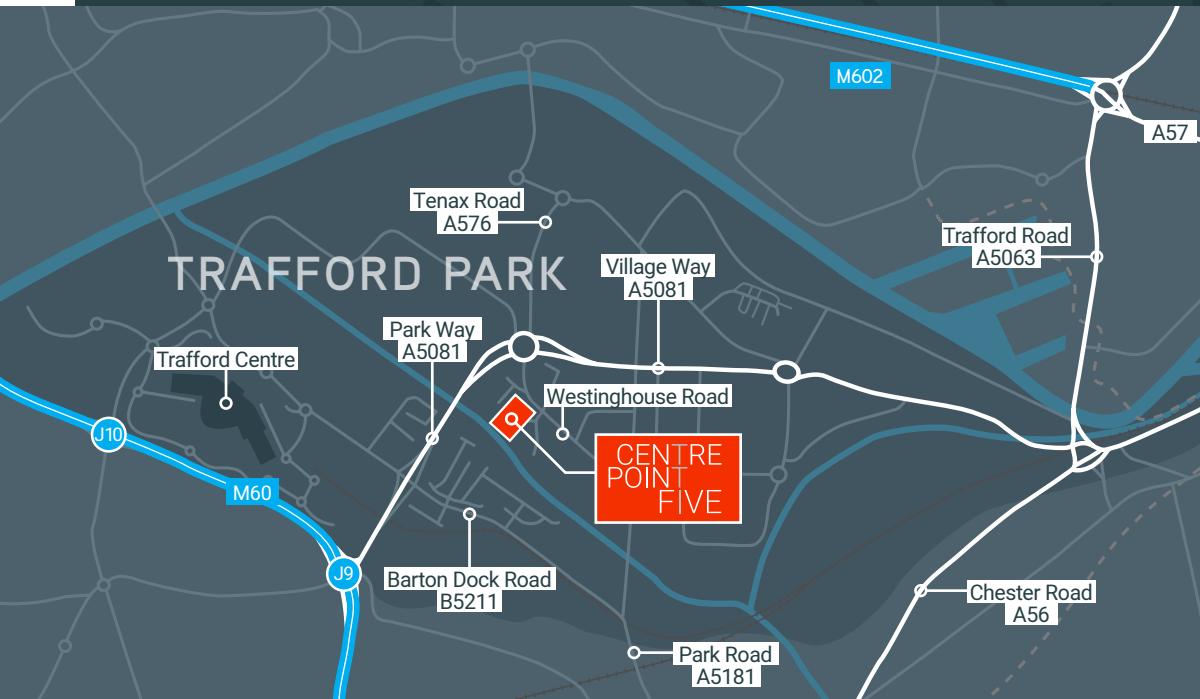 M602
A57
Tenax Road
A576
Trafford Road
A5063
TRAFFORD PARK
Village Way
A5081
Park Way
A5081
Trafford Centre
Westinghouse Road
J10
CENTRE
POINT
FIVE
M60
J9
Barton Dock Road
B5211
Chester Road
A56
Park Road
A5181